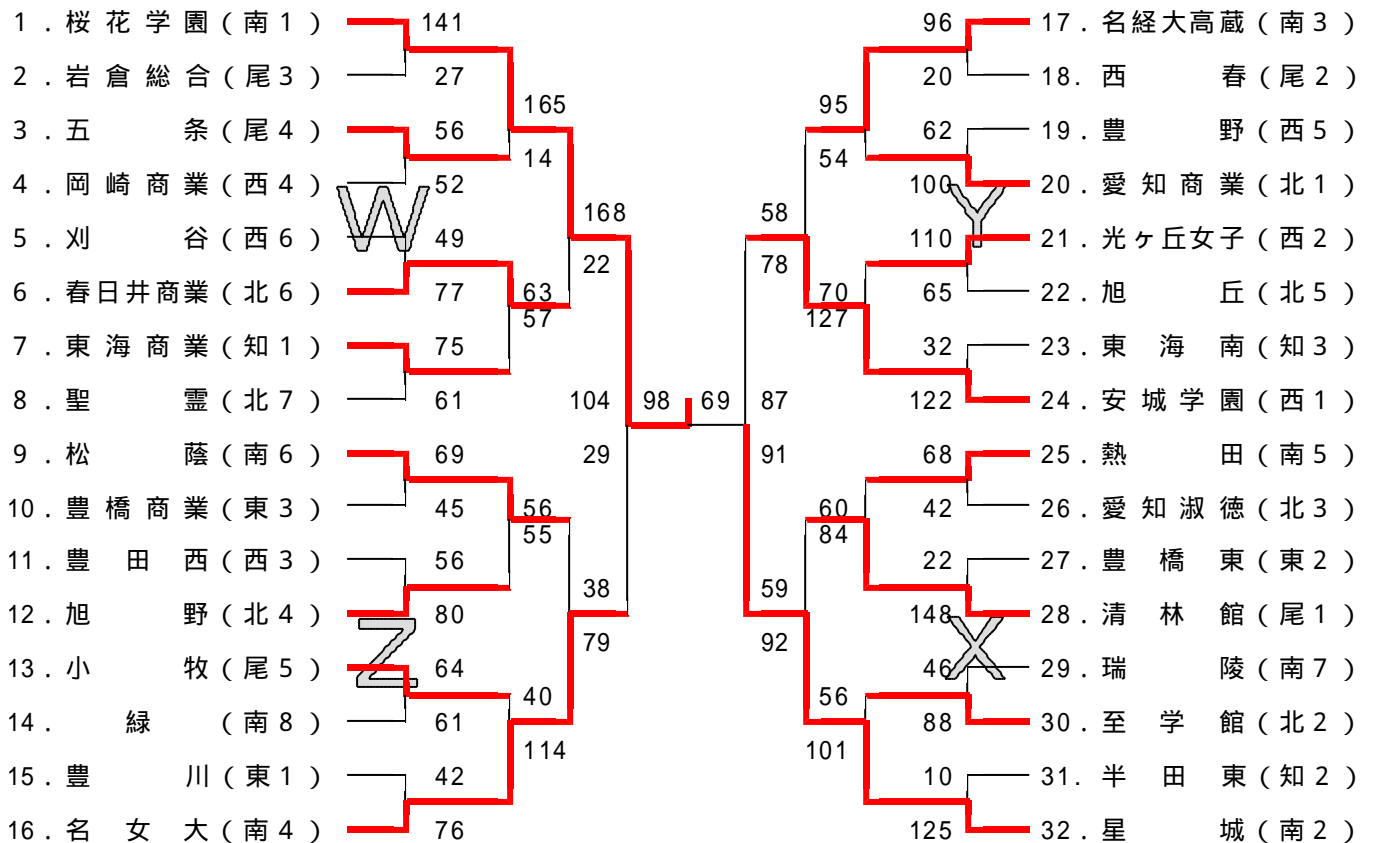 1．桜花学園(南1) 141 96 17．名経大高蔵(南3)
2．岩倉総合(尾3) 27 20 18．西春(尾2)
165 95
3．五条(尾4) 56 62 19．豊野(西5)
14 54
4．岡崎商業(西4) 52 100 20．愛知商業(北1)
W Y
168 58
5．刈谷(西6) 49 110 21．光ヶ丘女子(西2)
22 78
6．春日井商業(北6) 77 63 70 65 22．旭丘(北5)
57 127
7．東海商業(知1) 75 32 23．東海南(知3)
8．聖霊(北7) 61 104 98 69 87 122 24．安城学園(西1)
9．松蔭(南6) 69 29 91 68 25．熱田(南5)
10．豊橋商業(東3) 45 56 60 42 26．愛知淑徳(北3)
55 84
11．豊田西(西3) 56 22 27．豊橋東(東2)
38 59
12．旭野(北4) 80 148 28．清林館(尾1)
Z X
79 92
13．小牧(尾5) 64 46 29．瑞陵(南7)
40 56
14．緑(南8) 61 88 30．至学館(北2)
114 101
15．豊川(東1) 42 10 31．半田東(知2)
16．名女大(南4) 76 125 32．星城(南2)